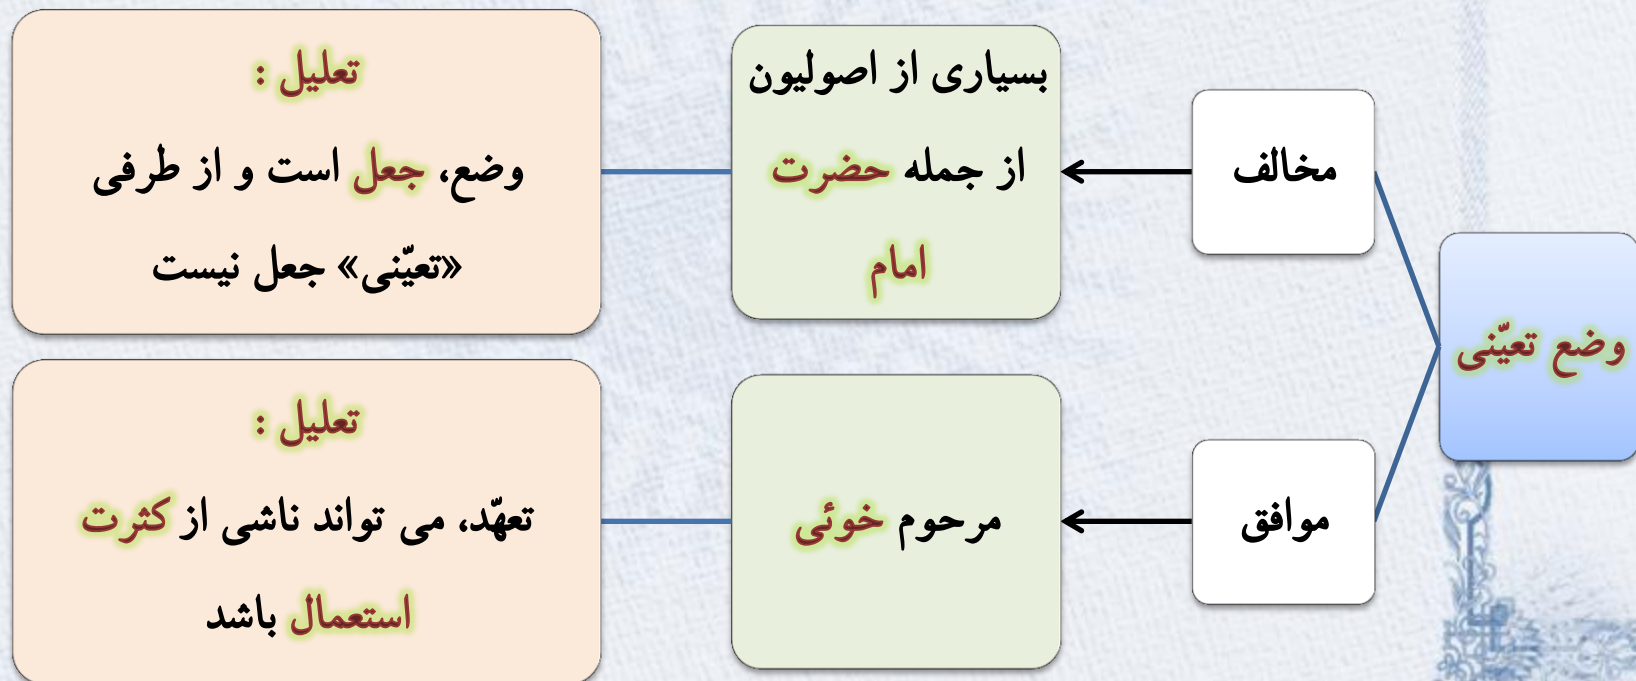 وضع تعیّنی
مخالف
بسیاری از اصولیون
از جمله حضرت
امام
تعلیل :
وضع، جعل است و از طرفی
«تعیّنی» جعل نیست
موافق
مرحوم خوئی
تعلیل :
تعهّد، می تواند ناشی از کثرت
استعمال باشد